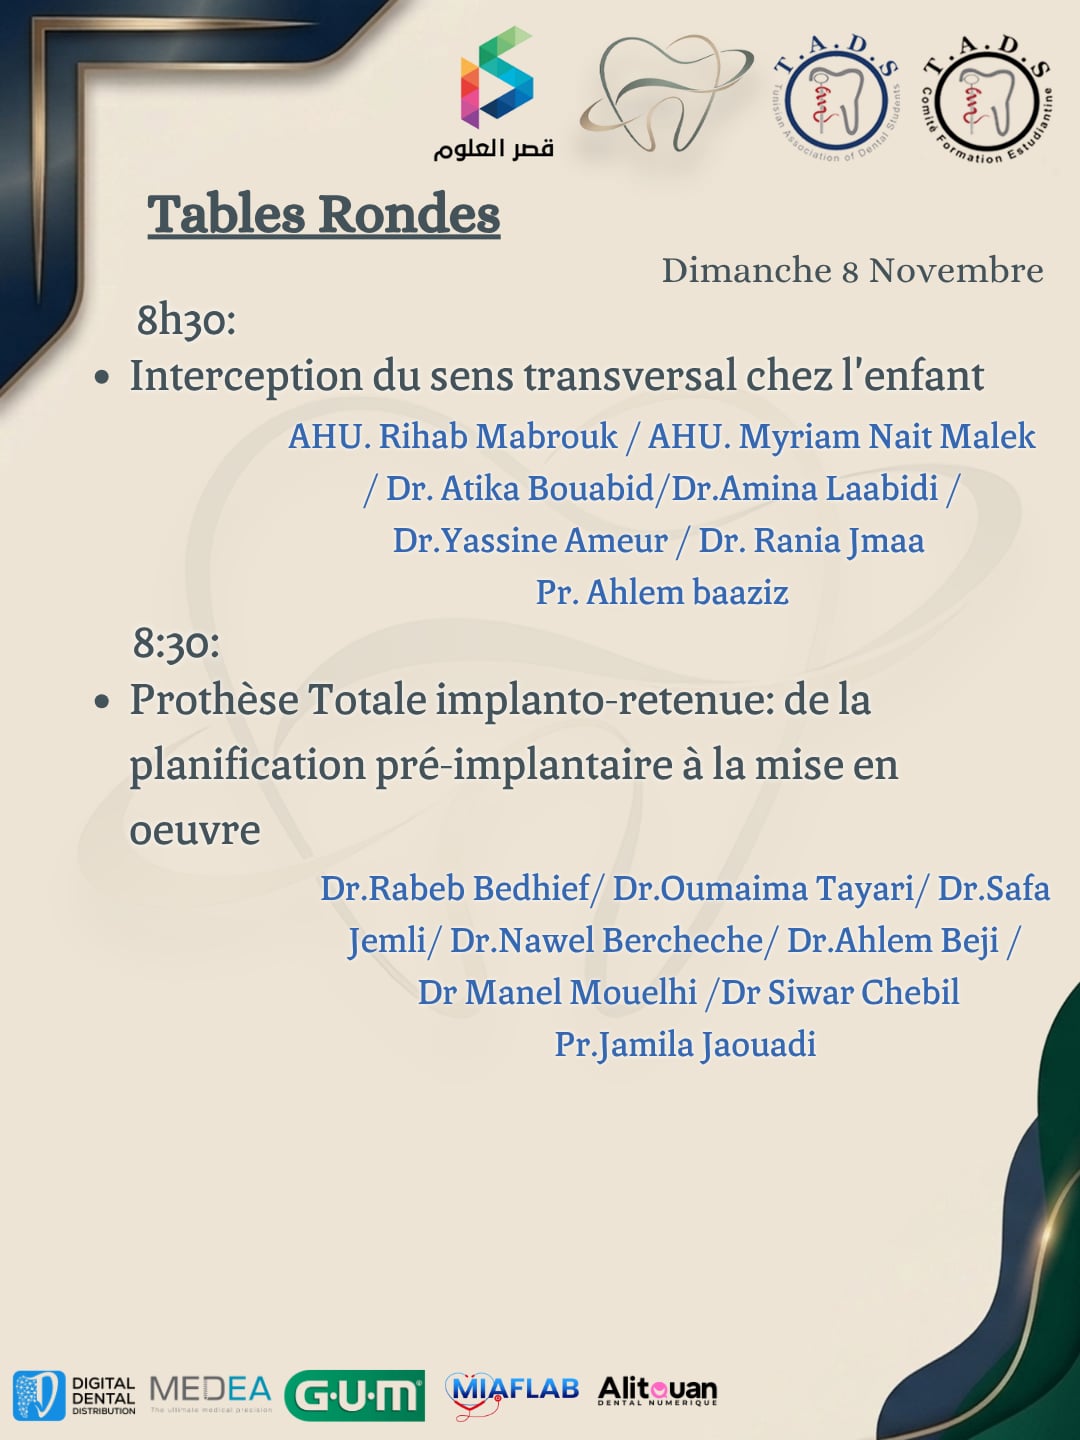 قصر العلوم
T.A.D.S
Tunisian Association of Dental Students
T.A.D.S
Comité Formation Estudiantine
Tables Rondes
Dimanche 8 Novembre
8h30:
• Interception du sens transversal chez l'enfant
AHU. Rihab Mabrouk / AHU. Myriam Nait Malek
/ Dr. Atika Bouabid/Dr.Amina Laabidi /
Dr.Yassine Ameur / Dr. Rania Jmaa
Pr. Ahlem baaziz
8:30:
• Prothèse Totale implanto-retenue: de la
planification pré-implantaire à la mise en
oeuvre
Dr.Rabeb Bedhief/ Dr.Oumaima Tayari/ Dr.Safa
Jemli/ Dr.Nawel Bercheche/ Dr.Ahlem Beji /
Dr Manel Mouelhi /Dr Siwar Chebil
Pr.Jamila Jaouadi
DIGITAL
DENTAL
DISTRIBUTION
MEDEA
The ultimate medical precision
G·U·M
MIAFLAB
Alitouan
DENTAL NUMERIQUE